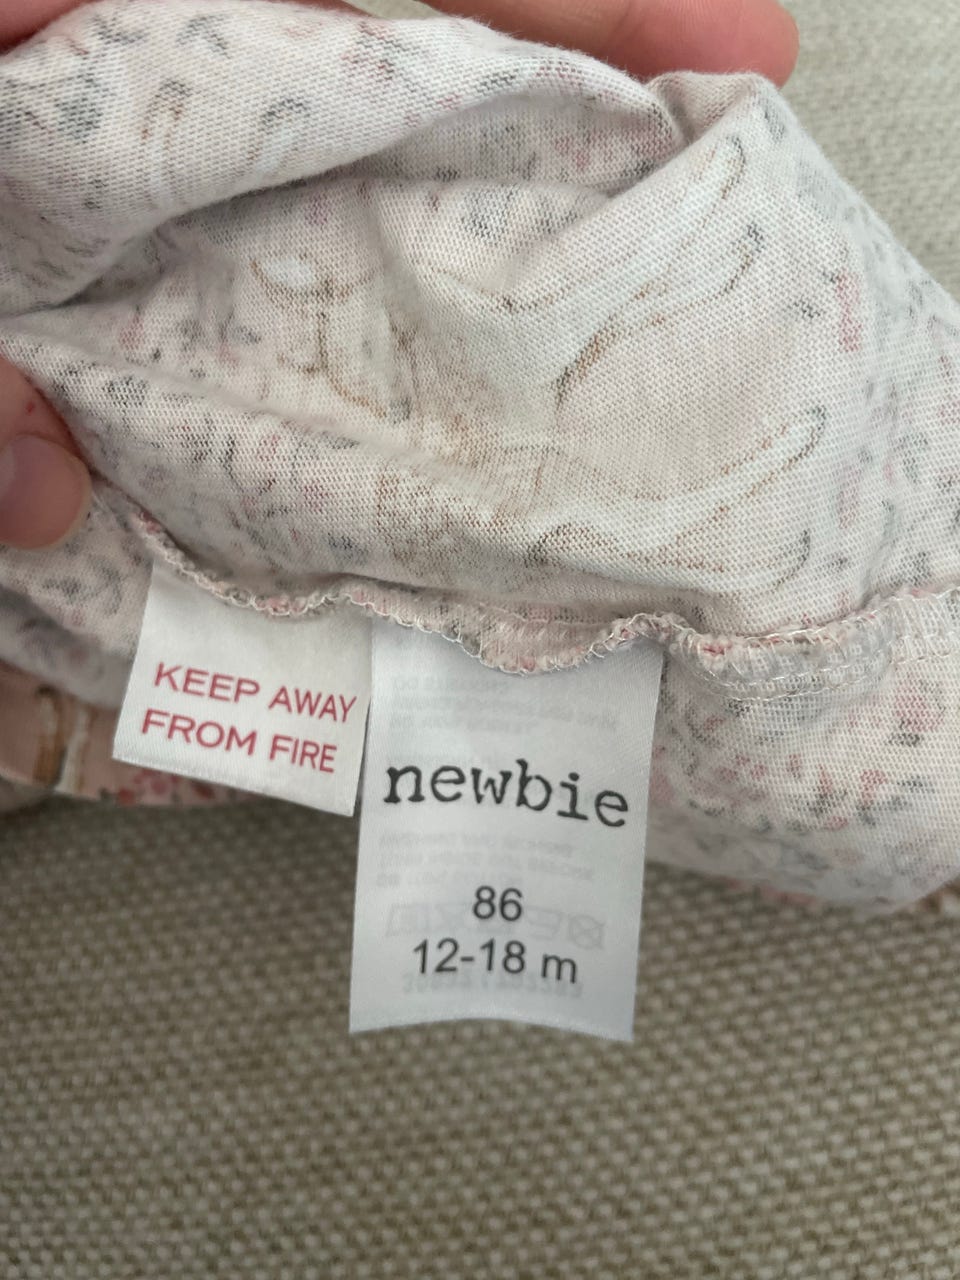 KEEP AWAY
FROM FIRE
newbie
86
12-18 m